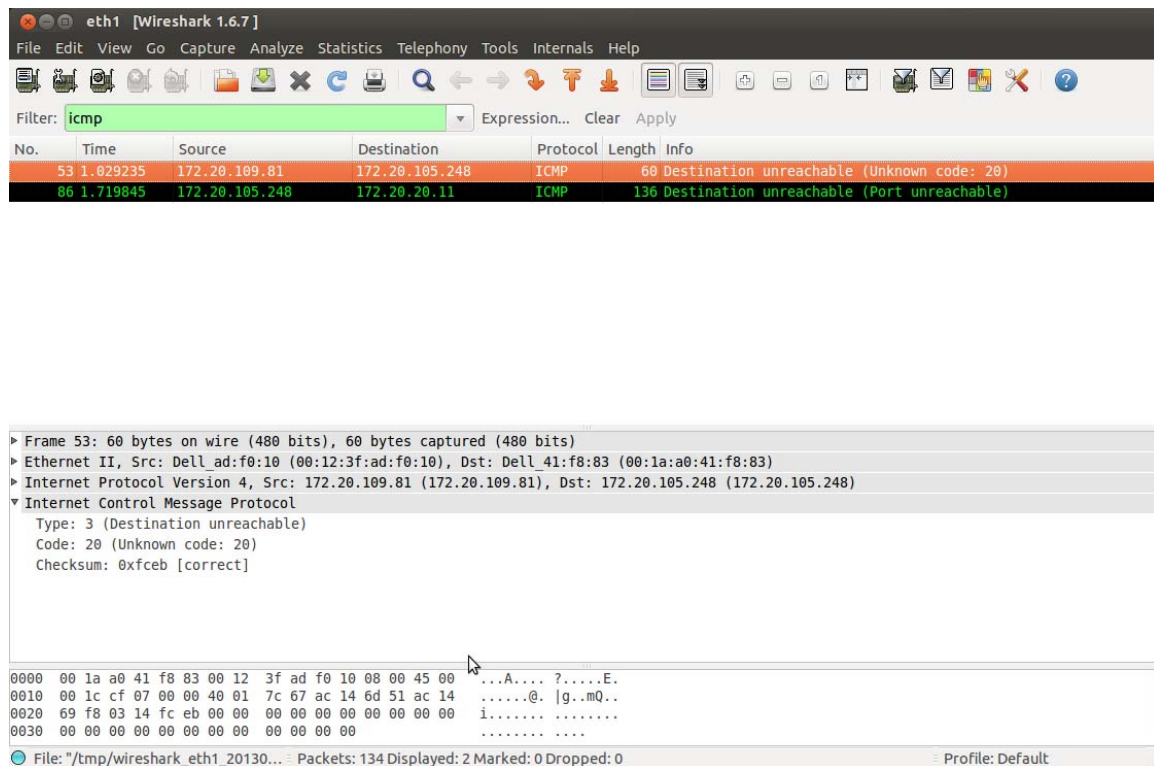 eth1 [Wireshark 1.6.7 ]
File Edit View Go Capture Analyze Statistics Telephony Tools Internals Help
Filter: icmp Expression... Clear Apply
No. Time Source Destination Protocol Length Info
53 1.029235 172.20.109.81 172.20.105.248 ICMP 60 Destination unreachable (Unknown code: 20)
86 1.719845 172.20.105.248 172.20.20.11 ICMP 136 Destination unreachable (Port unreachable)
Frame 53: 60 bytes on wire (480 bits), 60 bytes captured (480 bits)
Ethernet II, Src: Dell_ad:f0:10 (00:12:3f:ad:f0:10), Dst: Dell_41:f8:83 (00:1a:a0:41:f8:83)
Internet Protocol Version 4, Src: 172.20.109.81 (172.20.109.81), Dst: 172.20.105.248 (172.20.105.248)
Internet Control Message Protocol
Type: 3 (Destination unreachable)
Code: 20 (Unknown code: 20)
Checksum: 0xfceb [correct]
0000 00 1a a0 41 f8 83 00 12 3f ad f0 10 08 00 45 00 ...A.... ?.....E.
0010 00 1c cf 07 00 00 40 01 7c 67 ac 14 6d 51 ac 14 ......@. |g..mQ..
0020 69 f8 03 14 fc eb 00 00 00 00 00 00 00 00 00 00 i....... ........
0030 00 00 00 00 00 00 00 00 00 00 00 00 ........ ....
File: "/tmp/wireshark_eth1_20130... Packets: 134 Displayed: 2 Marked: 0 Dropped: 0 Profile: Default